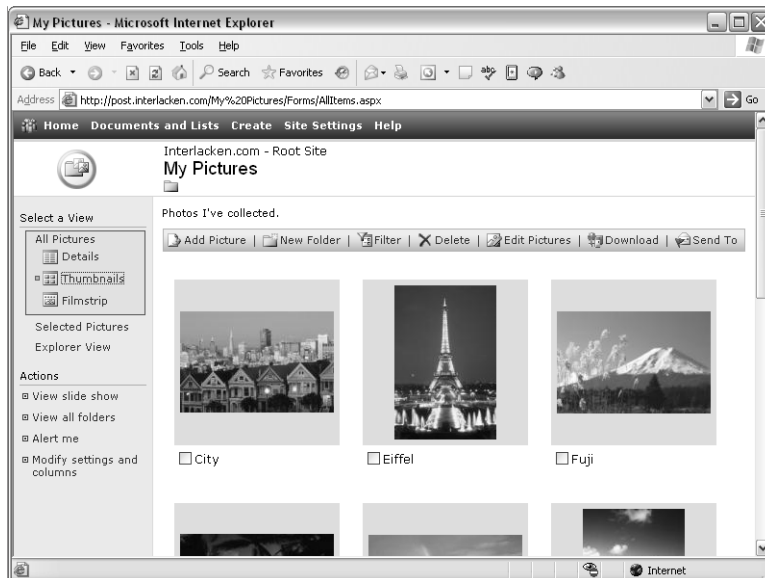 My Pictures - Microsoft Internet Explorer
File Edit View Favorites Tools Help
Back Search Favorites
Address http://post.interlacken.com/My%20Pictures/Forms/AllItems.aspx Go
Home Documents and Lists Create Site Settings Help
Interlacken.com - Root Site
My Pictures
Select a View
All Pictures
Details
Thumbnails
Filmstrip
Selected Pictures
Explorer View
Actions
View slide show
View all folders
Alert me
Modify settings and
columns
Photos I've collected.
Add Picture | New Folder | Filter | Delete | Edit Pictures | Download | Send To
City Eiffel Fuji
Internet